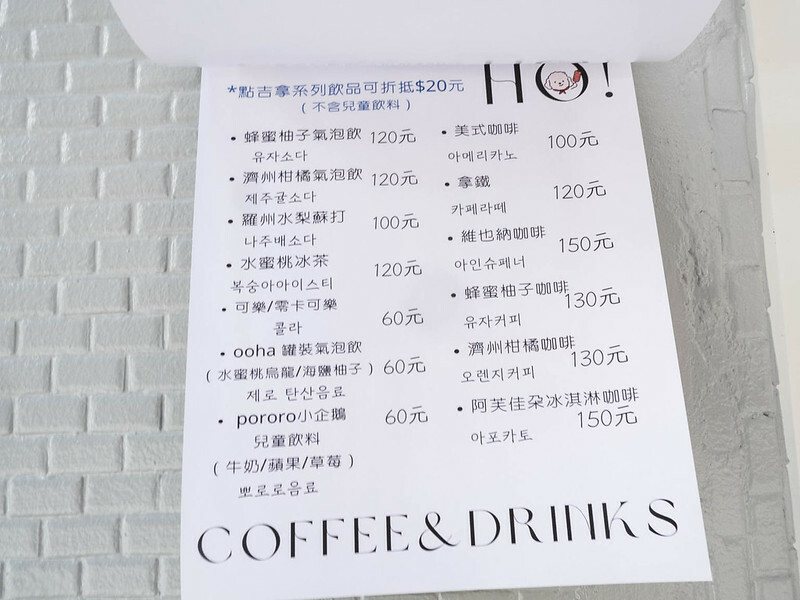 HO!
*點吉拿系列飲品可折抵$20元
(不含兒童飲料)
• 蜂蜜柚子氣泡飲 120元
유자소다
• 濟州柑橘氣泡飲 120元
제주귤소다
• 羅州水梨蘇打 100元
나주배소다
• 水蜜桃冰茶 120元
복숭아아이스티
• 可樂/零卡可樂 60元
콜라
• ooha 罐裝氣泡飲
(水蜜桃烏龍/海鹽柚子) 60元
제로 탄산음료
• pororo小企鵝 60元
兒童飲料
(牛奶/蘋果/草莓)
뽀로로음료
• 美式咖啡 100元
아메리카노
• 拿鐵 120元
카페라떼
• 維也納咖啡 150元
아인슈페너
• 蜂蜜柚子咖啡 130元
유자커피
• 濟州柑橘咖啡 130元
오렌지커피
• 阿芙佳朶冰淇淋咖啡
150元
아포카토
COFFEE&DRINKS